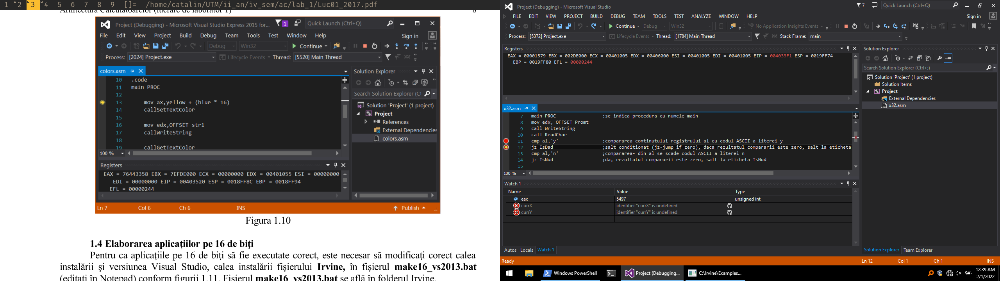 1 2 3 4 5 6 7 8 9 []= /home/catalin/UTM/ii_an/iv_sem/ac/lab_1/Luc01_2017.pdf
Arhitectura Calculatoarelor (lucrare de laborator 1) 8
Project (Debugging) - Microsoft Visual Studio Express 2015 for... 1 Quick Launch (Ctrl+Q)
File Edit View Project Build Debug Team Tools Test Window Help Sign in
Debug Win32 Continue
Process: [2024] Project.exe Lifecycle Events Thread: [5520] Main Thread
colors.asm
10 .code
11 main PROC
12
13 mov ax,yellow + (blue * 16)
14 callSetTextColor
15
16 mov edx,OFFSET str1
17 callWriteString
18
19 callGetTextColor
100 %
Solution Explorer
Search Solution Explorer (Ct
Solution 'Project' (1 project)
Project
References
External Dependencies
colors.asm
Registers
EAX = 76443358 EBX = 7EFDE000 ECX = 00000000 EDX = 00401055 ESI = 00000000
EDI = 00000000 EIP = 00403520 ESP = 0018FF8C EBP = 0018FF94
EFL = 00000244
Ln 7 Col 6 Ch 6 INS Publish
Figura 1.10
1.4 Elaborarea aplicațiilor pe 16 de biţi
Pentru ca aplicaţiile pe 16 de biţi să fie executate corect, este necesar să modificaţi corect calea
instalării şi versiunea Visual Studio, calea instalării fişierului Irvine, în fişierul make16_vs2013.bat
(editaţi în Notepad) conform figurii 1.11. Fişierul make16_vs2013.bat se află în folderul Irvine.
Project (Debugging) - Microsoft Visual Studio 7 Quick Launch (Ctrl+Q)
FILE EDIT VIEW PROJECT BUILD DEBUG TEAM TOOLS TEST ANALYZE WINDOW HELP Sign in
Continue Debug Win32 No Application Insights Events
Process: [5372] Project.exe Lifecycle Events Thread: [1784] Main Thread Stack Frame: main
Registers
EAX = 00001579 EBX = 002DE000 ECX = 00401005 EDX = 00406000 ESI = 00401005 EDI = 00401005 EIP = 004033F1 ESP = 0019FF74
EBP = 0019FF80 EFL = 00000244
x32.asm
7 main PROC ;se indica procedura cu numele main
8 mov edx, OFFSET Promt
9 call WriteString
10 call ReadChar
11 cmp al,'y' ;compararea continutului registrului al cu codul ASCII a literei y
12 jz IsDad ;salt conditionat (jz-jump if zero), daca rezultatul compararii este zero, salt la eticheta
13 cmp al,'n' ;compararea- din al se scade codul ASCII a literei n
14 jz IsNud ;da, rezultatul compararii este zero, salt la eticheta IsNud
15
100 %
Watch 1
Name Value Type
eax 5497 unsigned int
currX identifier "currX" is undefined
currY identifier "currY" is undefined
Autos Locals Watch 1
Solution Explorer
Search Solution Explorer (Ctrl+;)
Solution 'Project' (1 project)
Solution Items
Project
External Dependencies
x32.asm
Solution Explorer Team Explorer
Ready Ln 12 Col 1 Ch 1 INS
Windows PowerShell Project (Debugging... C:\Irvine\Examples... 12:39 AM
2/1/2022